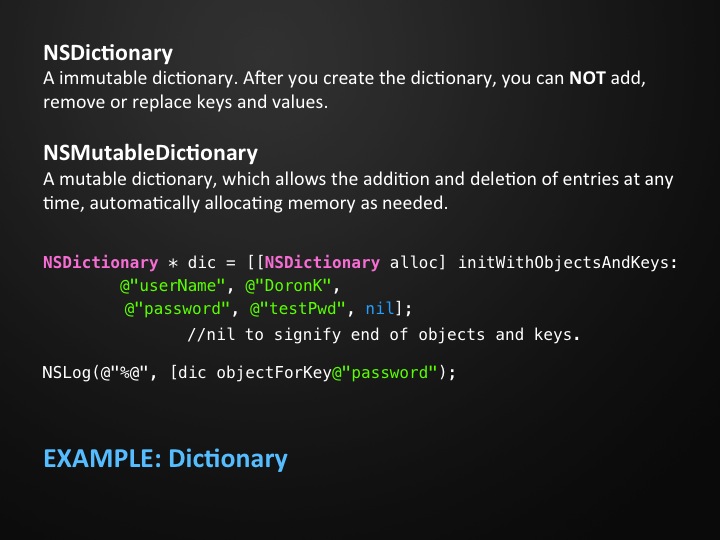 NSDictionary
A immutable dictionary. After you create the dictionary, you can NOT add,
remove or replace keys and values.
NSMutableDictionary
A mutable dictionary, which allows the addition and deletion of entries at any
time, automatically allocating memory as needed.
NSDictionary * dic = [[NSDictionary alloc] initWithObjectsAndKeys:
@"userName", @"DoronK",
@"password", @"testPwd", nil];
//nil to signify end of objects and keys.
NSLog(@"%@", [dic objectForKey@"password");
EXAMPLE: Dictionary